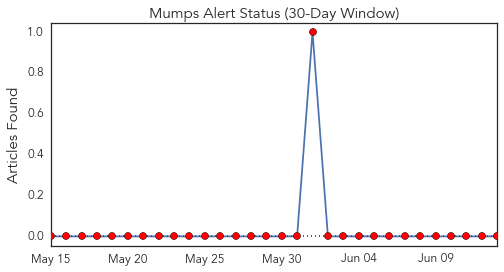 Mumps Alert Status (30-Day Window)
Articles Found
1.0
0.8
0.6
0.4
0.2
0.0
May 15 May 20 May 25 May 30 Jun 04 Jun 09